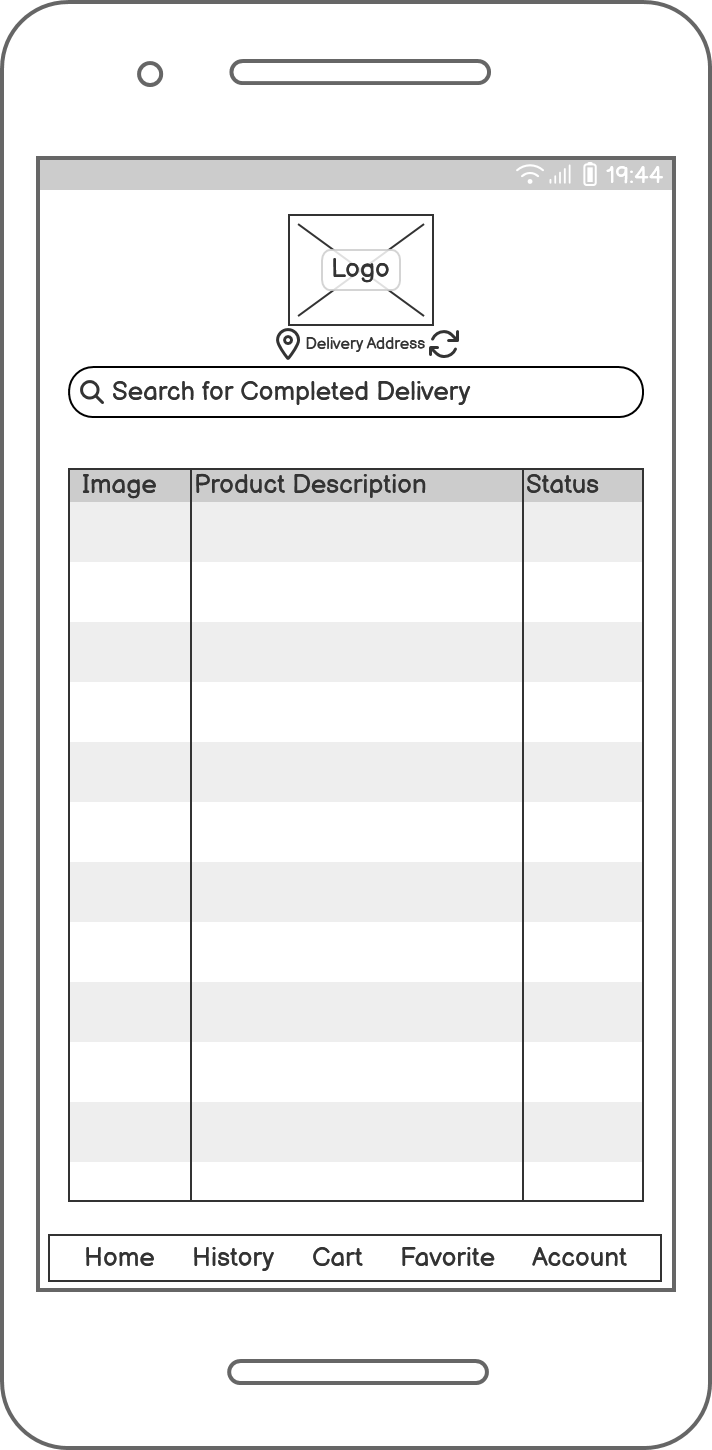 19:44
Logo
Delivery Address
Search for Completed Delivery
Image Product Description Status
Home History Cart Favorite Account